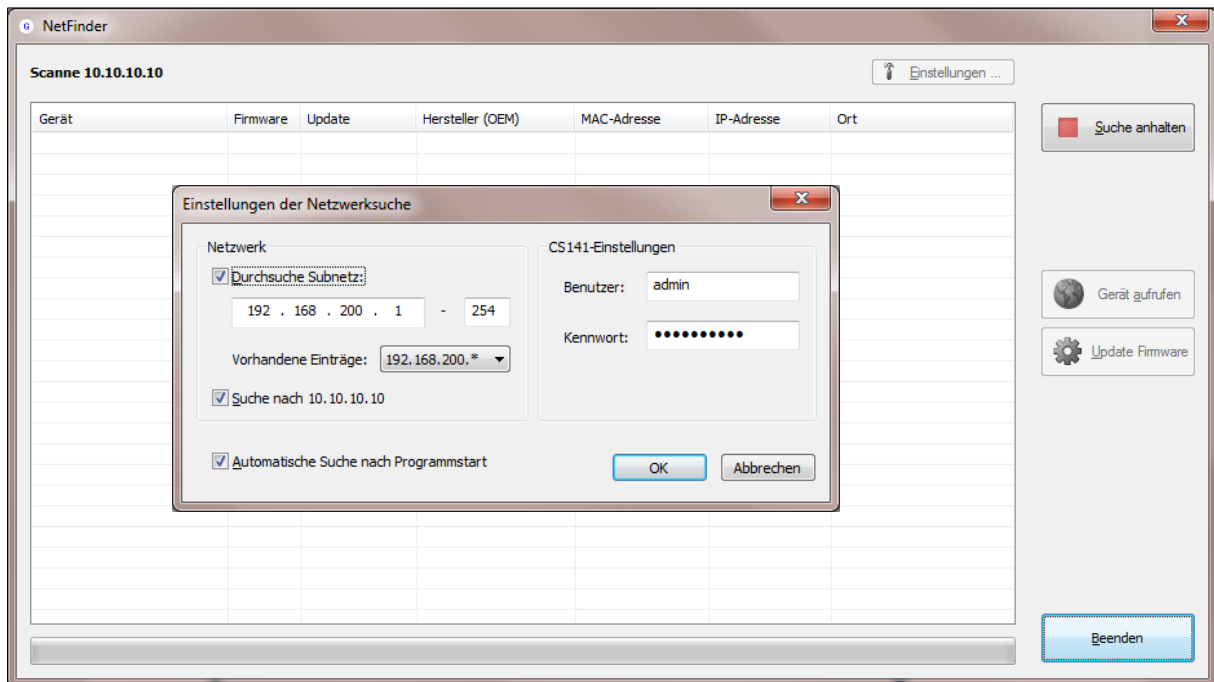 NetFinder
Scanne 10.10.10.10
Einstellungen ...
Gerät Firmware Update Hersteller (OEM) MAC-Adresse IP-Adresse Ort
Suche anhalten
Einstellungen der Netzwerksuche
Netzwerk
Durchsuche Subnetz:
192 . 168 . 200 . 1 - 254
Vorhandene Einträge: 192.168.200.*
Suche nach 10.10.10.10
CS141-Einstellungen
Benutzer: admin
Kennwort: ●●●●●●●●●●
Automatische Suche nach Programmstart
OK
Abbrechen
Gerät aufrufen
Update Firmware
Beenden